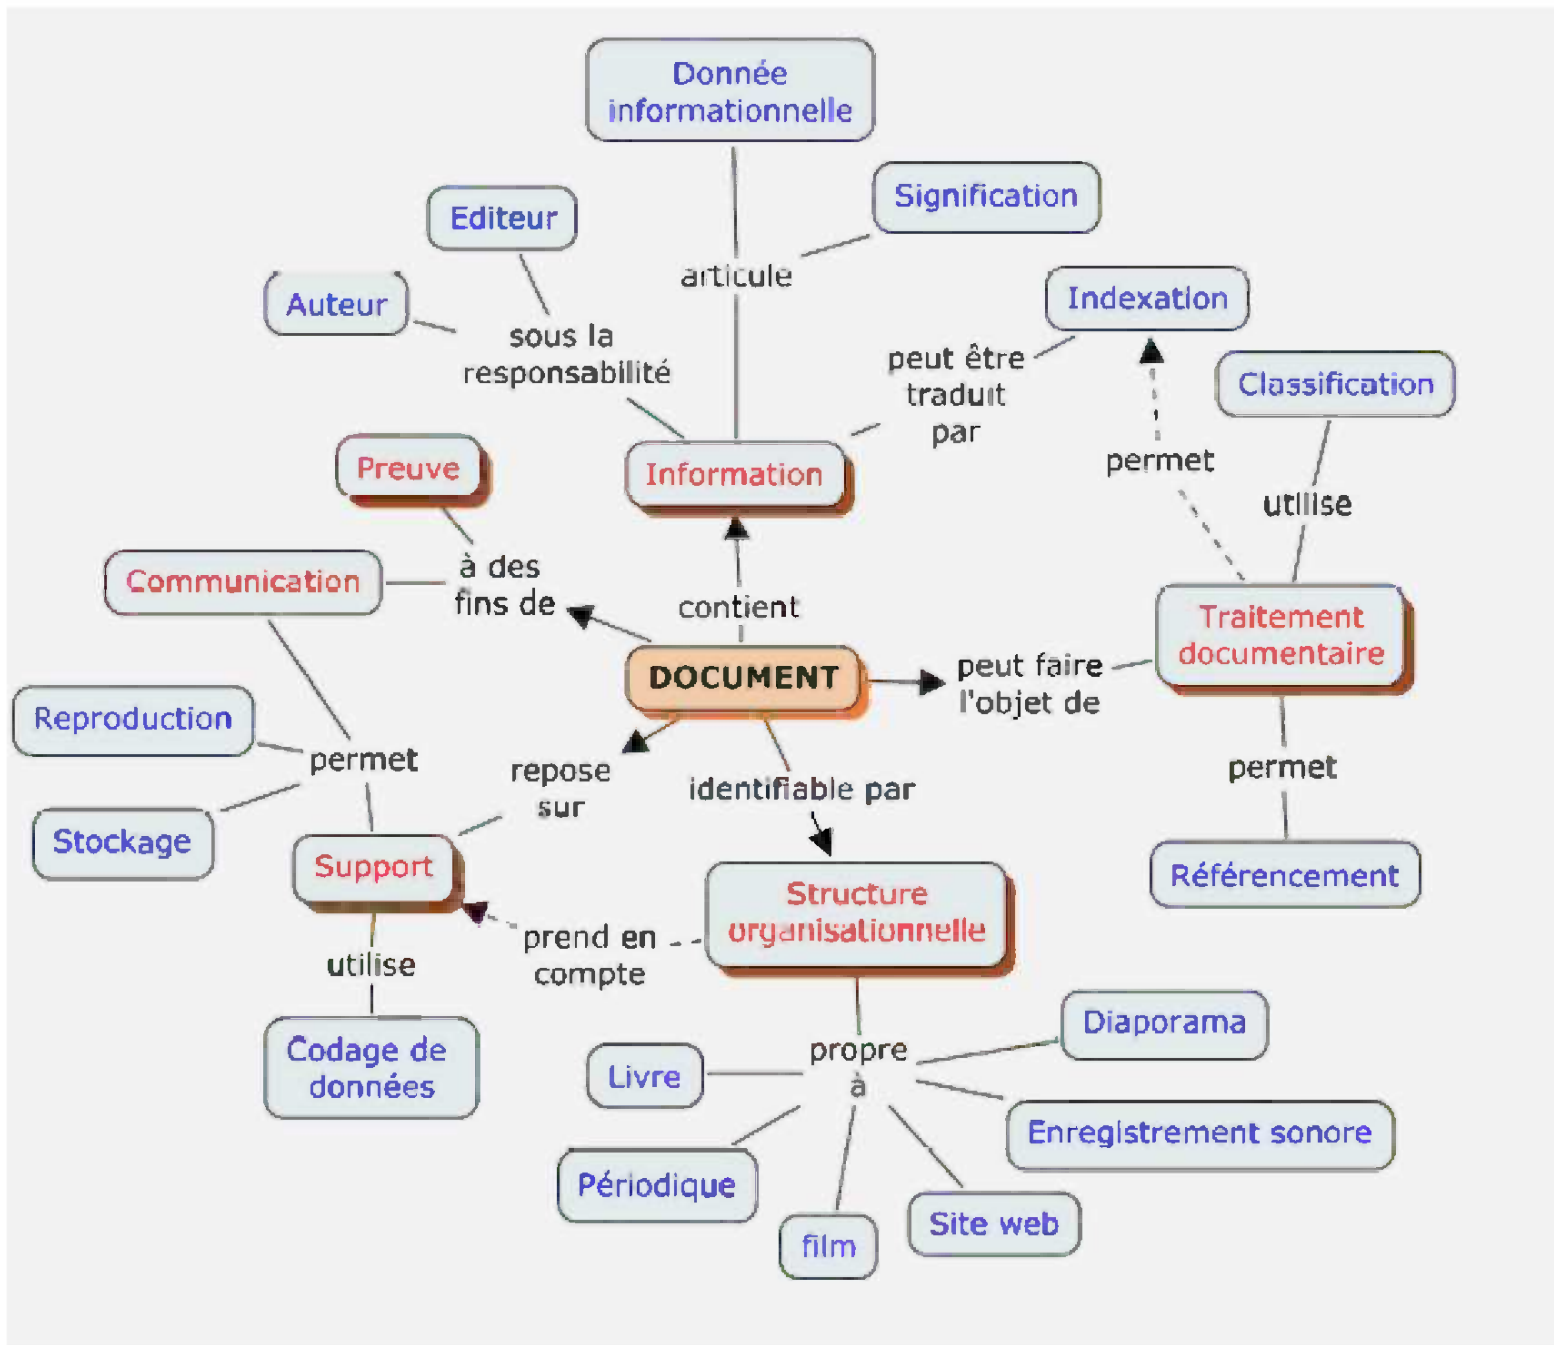 Donnée
informationnelle
Signification
Editeur
articule
Auteur
Indexation
sous la
responsabilité
peut être
traduit
par
Classification
permet
utilise
Preuve
Information
Communication
à des
fins de
contient
Traitement
documentaire
DOCUMENT
peut faire
l'objet de
Reproduction
permet
repose
sur
identifiable par
permet
Stockage
Support
Référencement
Structure
organisationnelle
prend en
compte
utilise
Codage de
données
propre
à
Diaporama
Livre
Enregistrement sonore
Périodique
Site web
film